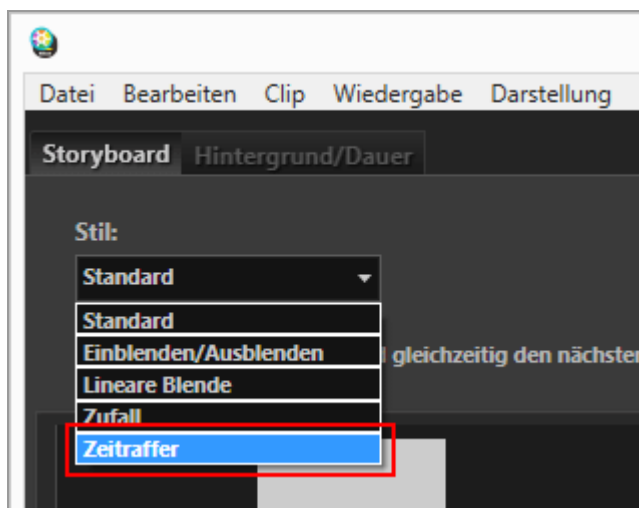 Datei Bearbeiten Clip Wiedergabe Darstellung
Storyboard Hintergrund/Dauer
Stil:
Standard
Standard
Einblenden/Ausblenden
gleichzeitig den nächsten
Lineare Blende
Zufall
Zeitraffer